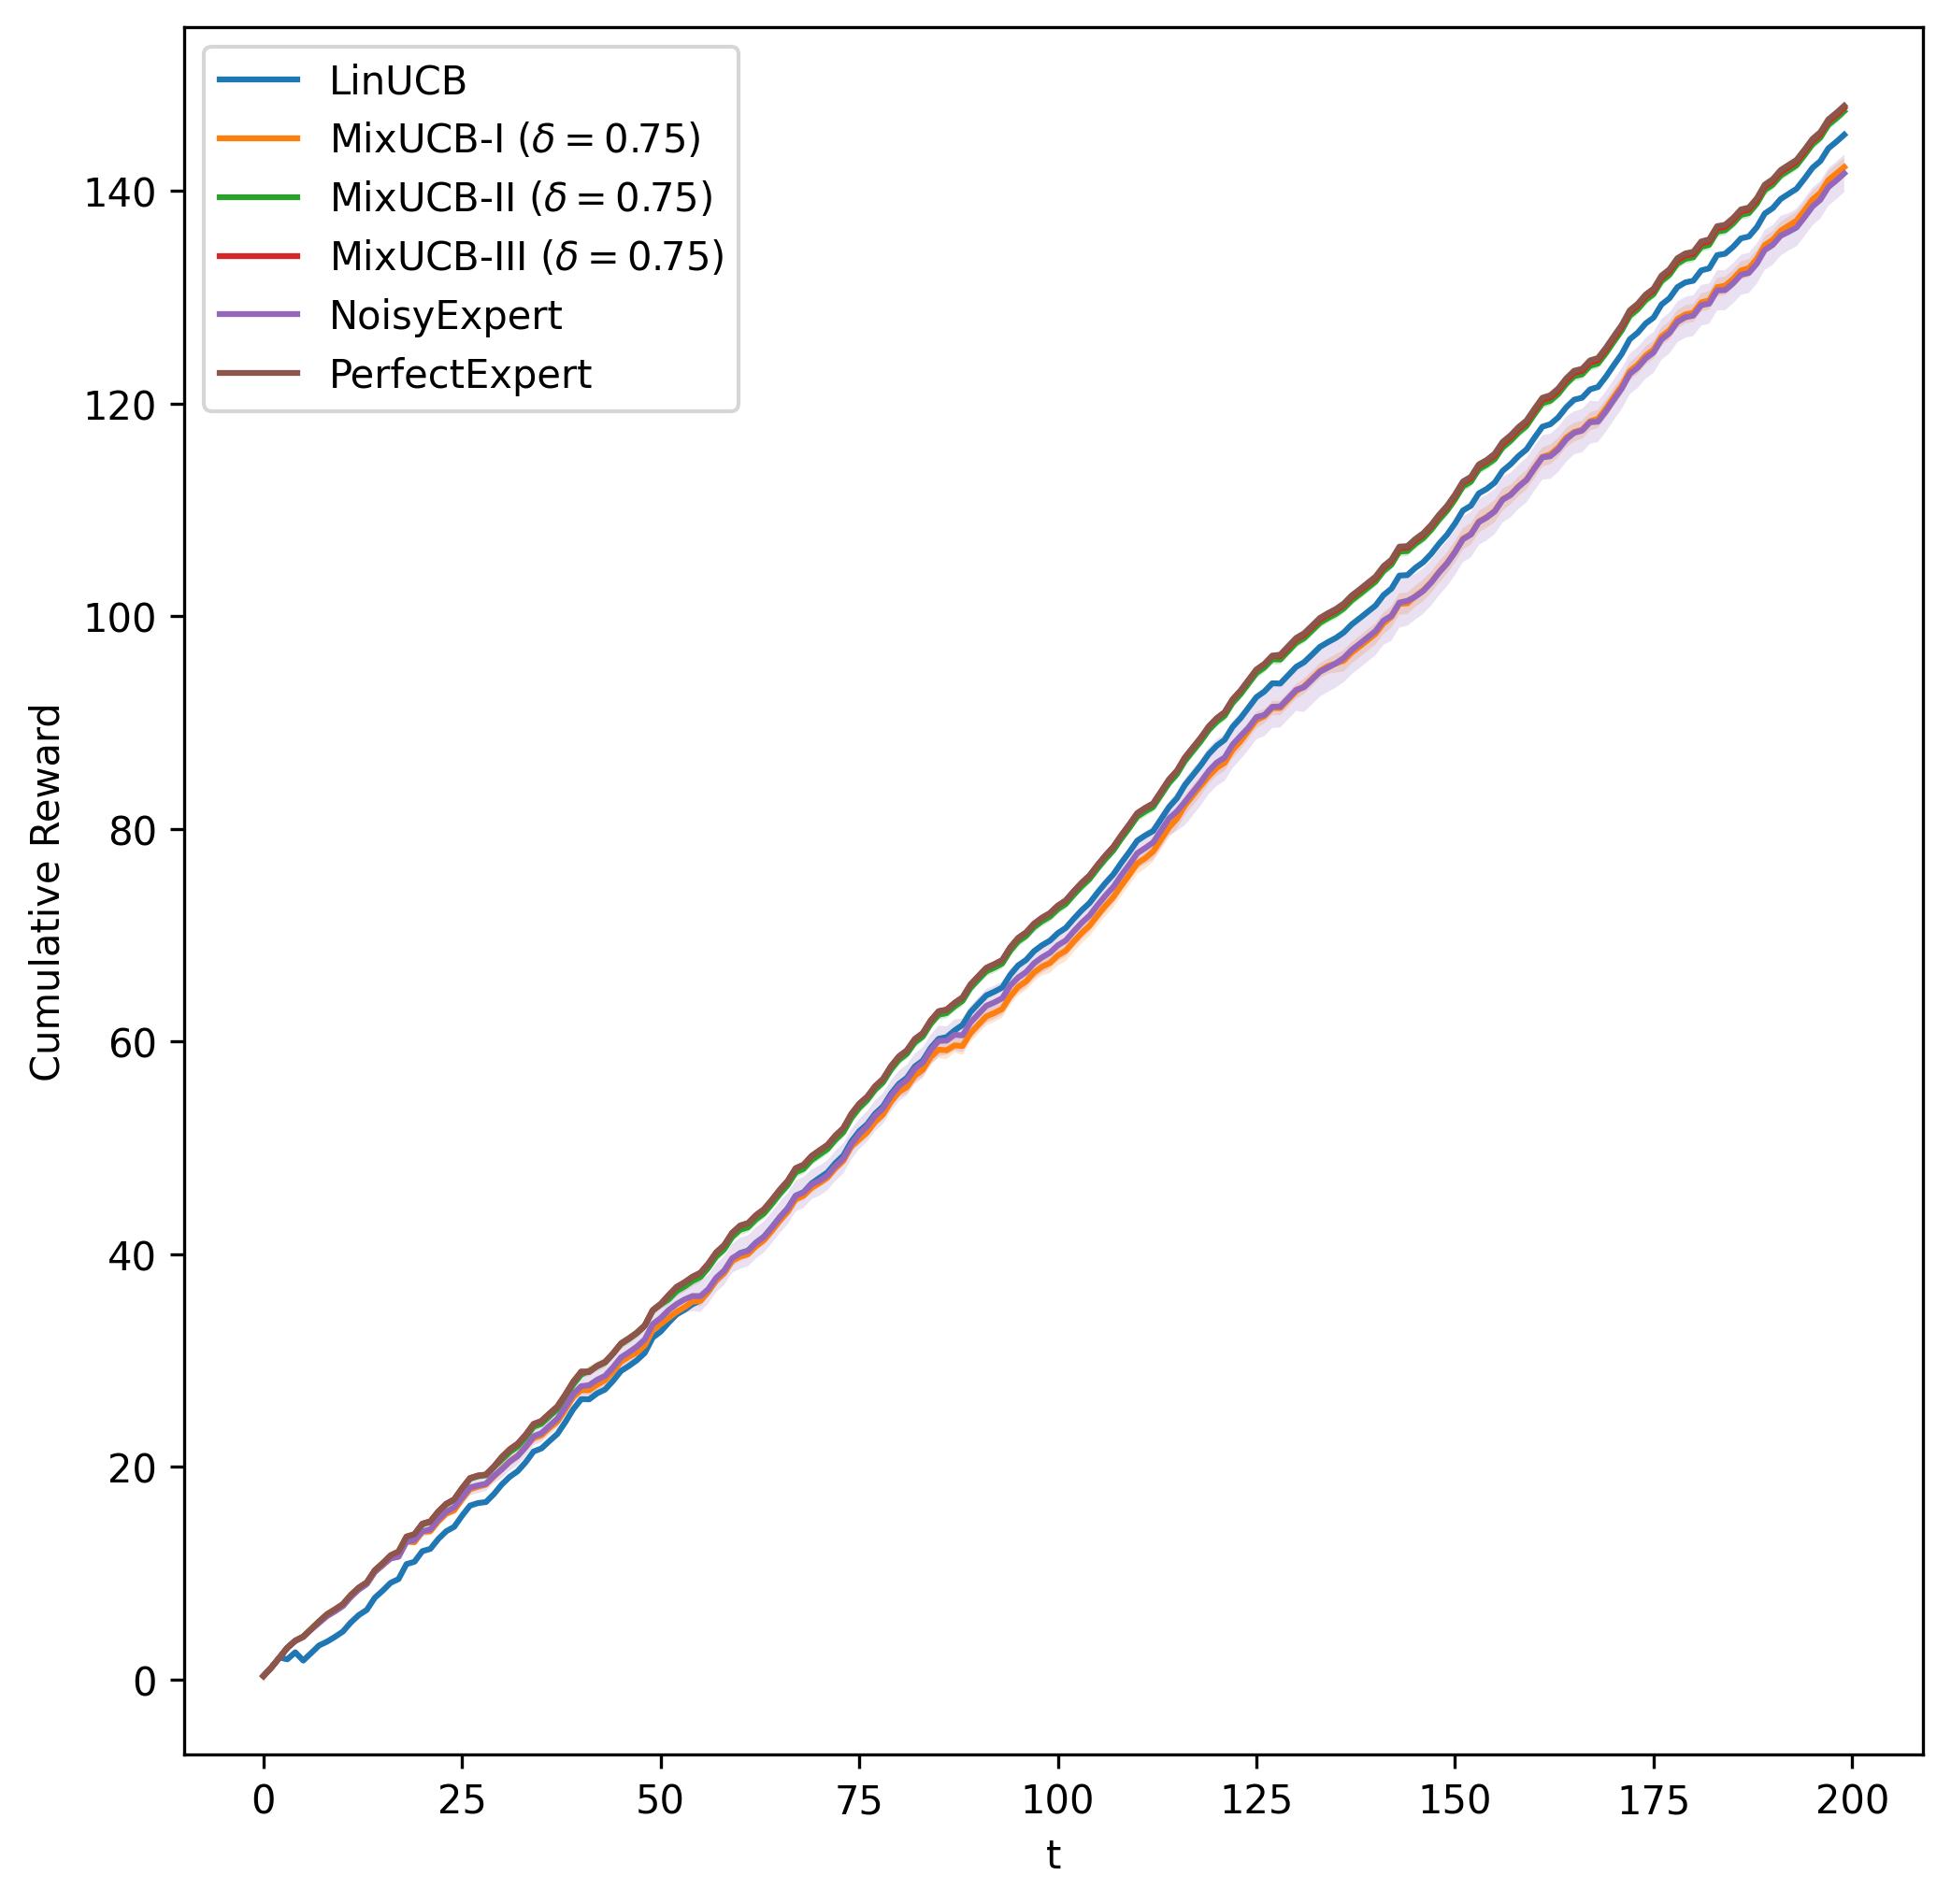 LinUCB
MixUCB-I (δ = 0.75)
MixUCB-II (δ = 0.75)
MixUCB-III (δ = 0.75)
NoisyExpert
PerfectExpert
140
120
100
80
60
40
20
0
Cumulative Reward
0 25 50 75 100 125 150 175 200
t